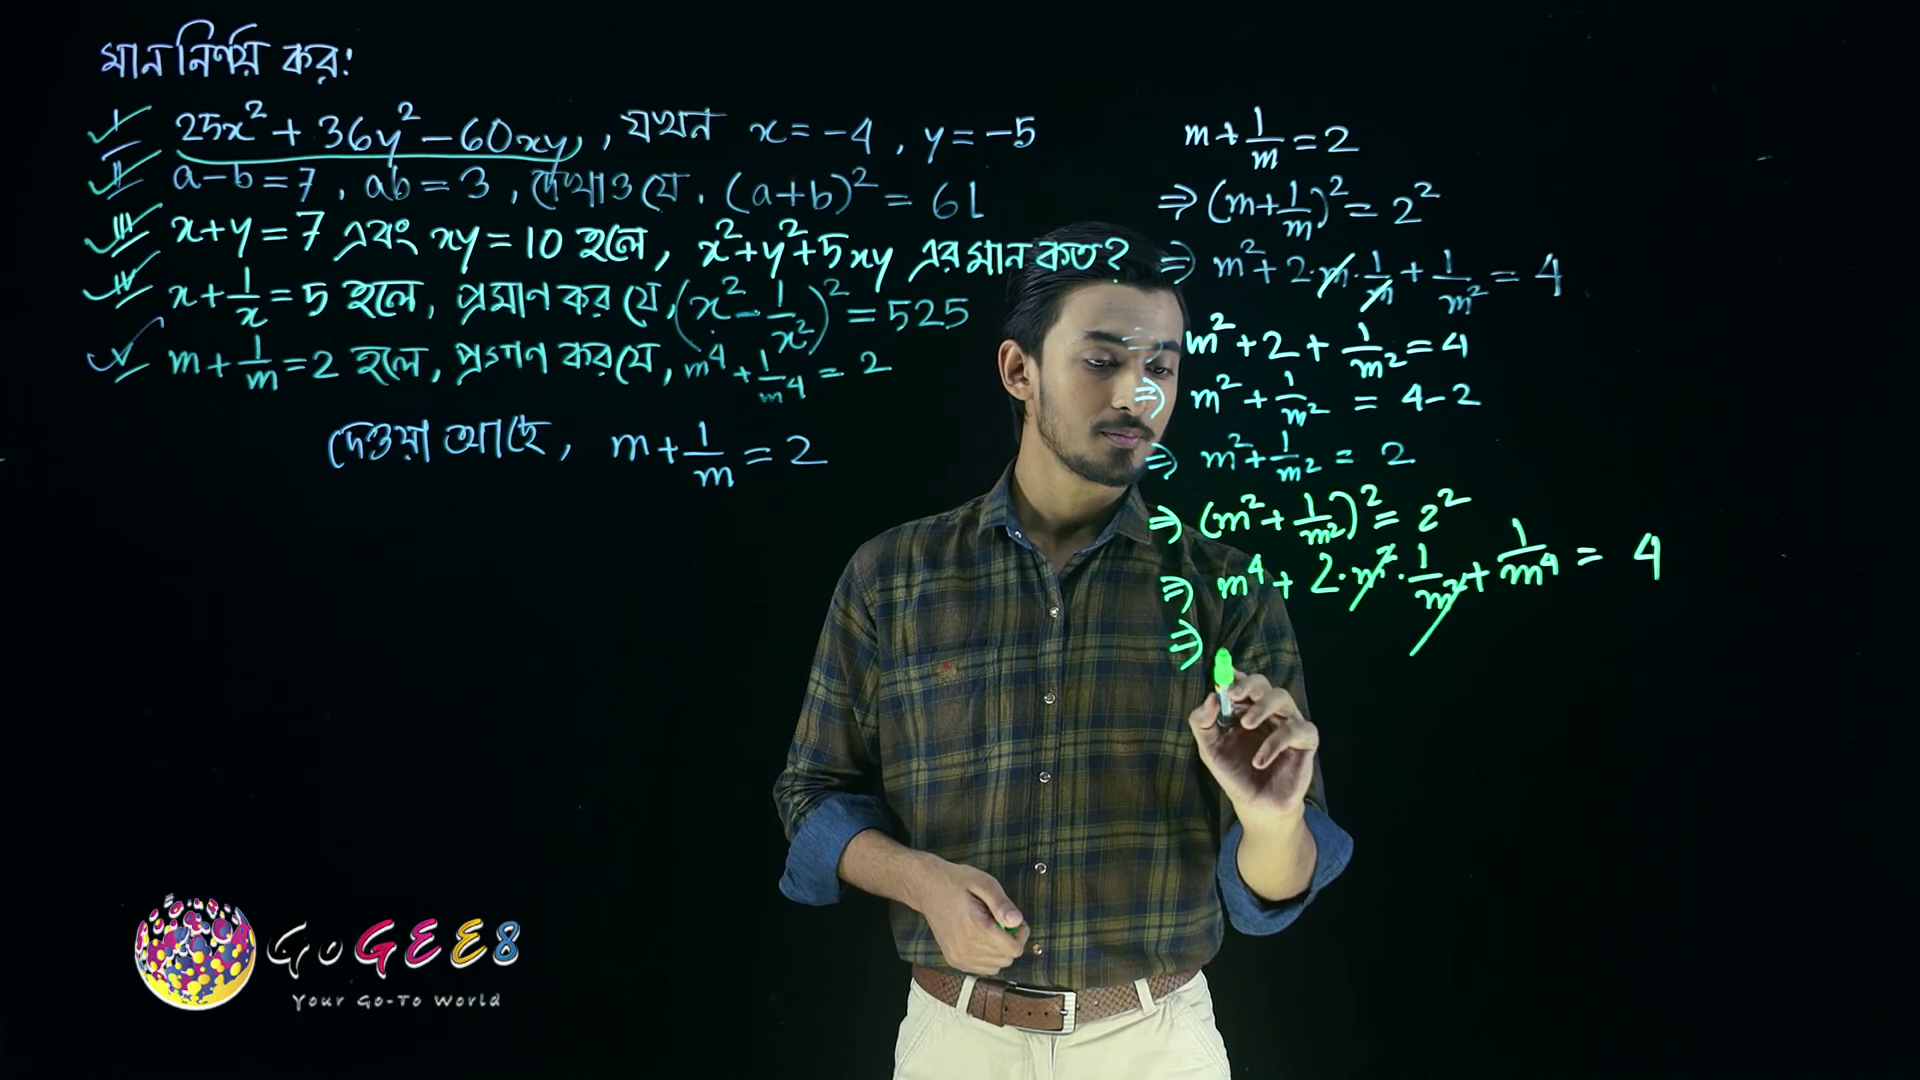 মান নির্ণয় কর:
I 25x² + 36y² - 60xy, যখন x = -4, y = -5
II a - b = 7, ab = 3, দেখাও যে, (a+b)² = 61
III x + y = 7 এবং xy = 10 হলে, x² + y² + 5xy এর মান কত?
IV x + 1/x = 5 হলে, প্রমাণ কর যে, (x² - 1/x²)² = 525
V m + 1/m = 2 হলে, প্রমাণ কর যে, m⁴ + 1/m⁴ = 2
দেওয়া আছে, m + 1/m = 2
m + 1/m = 2
⇒ (m + 1/m)² = 2²
⇒ m² + 2·m·1/m + 1/m² = 4
⇒ m² + 2 + 1/m² = 4
⇒ m² + 1/m² = 4 - 2
⇒ m² + 1/m² = 2
⇒ (m² + 1/m²)² = 2²
⇒ m⁴ + 2·m²·1/m² + 1/m⁴ = 4
⇒
GoGEE8
Your Go-To World